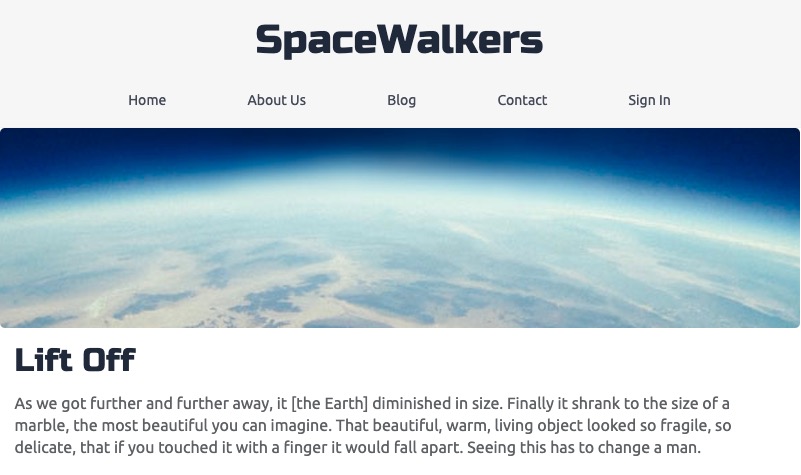 SpaceWalkers
Home About Us Blog Contact Sign In
Lift Off
As we got further and further away, it [the Earth] diminished in size. Finally it shrank to the size of a
marble, the most beautiful you can imagine. That beautiful, warm, living object looked so fragile, so
delicate, that if you touched it with a finger it would fall apart. Seeing this has to change a man.